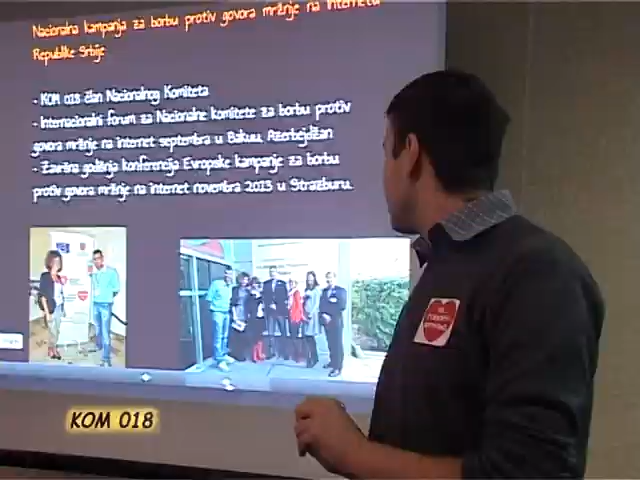 Nacionalna kampanja za borbu protiv govora mržnje na internetu
Republike Srbije
- KOM 018 član Nacionalnog Komiteta
- Internacionalni forum za Nacionalne komitete za borbu protiv
govora mržnje na internet septembra u Bakuu, Azerbejdžan
- Završna godišnja konferencija Evropske kampanje za borbu
protiv govora mržnje na internet novembra 2013 u Strazburu.
KOM 018